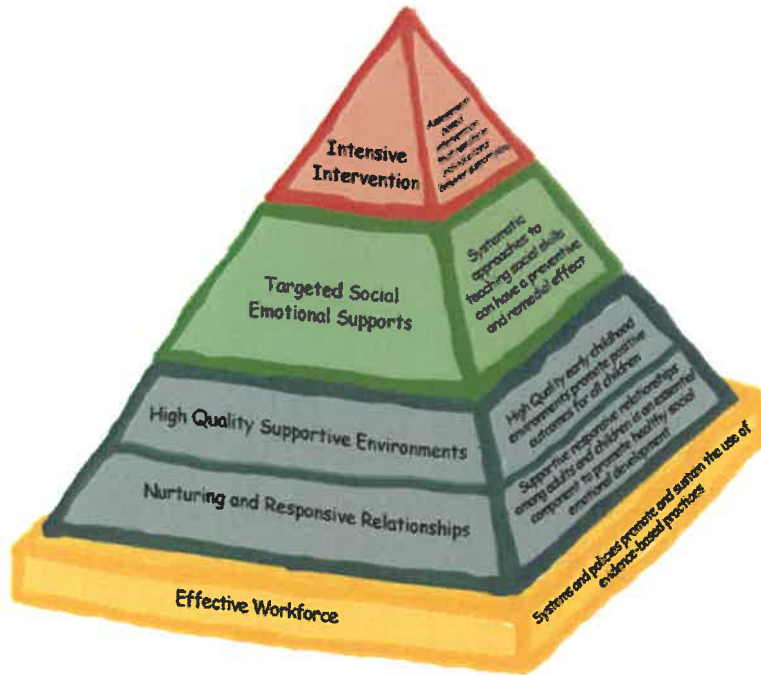 Intensive
Intervention
Targeted Social
Emotional Supports
High Quality Supportive Environments
Nurturing and Responsive Relationships
Effective Workforce
Systematic
approaches to
teaching social skills
can have a preventive
and remedial effect
High Quality early childhood
environments promote positive
outcomes for all children
Supportive responsive relationships
among adults and children is an essential
component to promote healthy social
emotional development
Systems and policies promote and sustain the use of
evidence-based practices